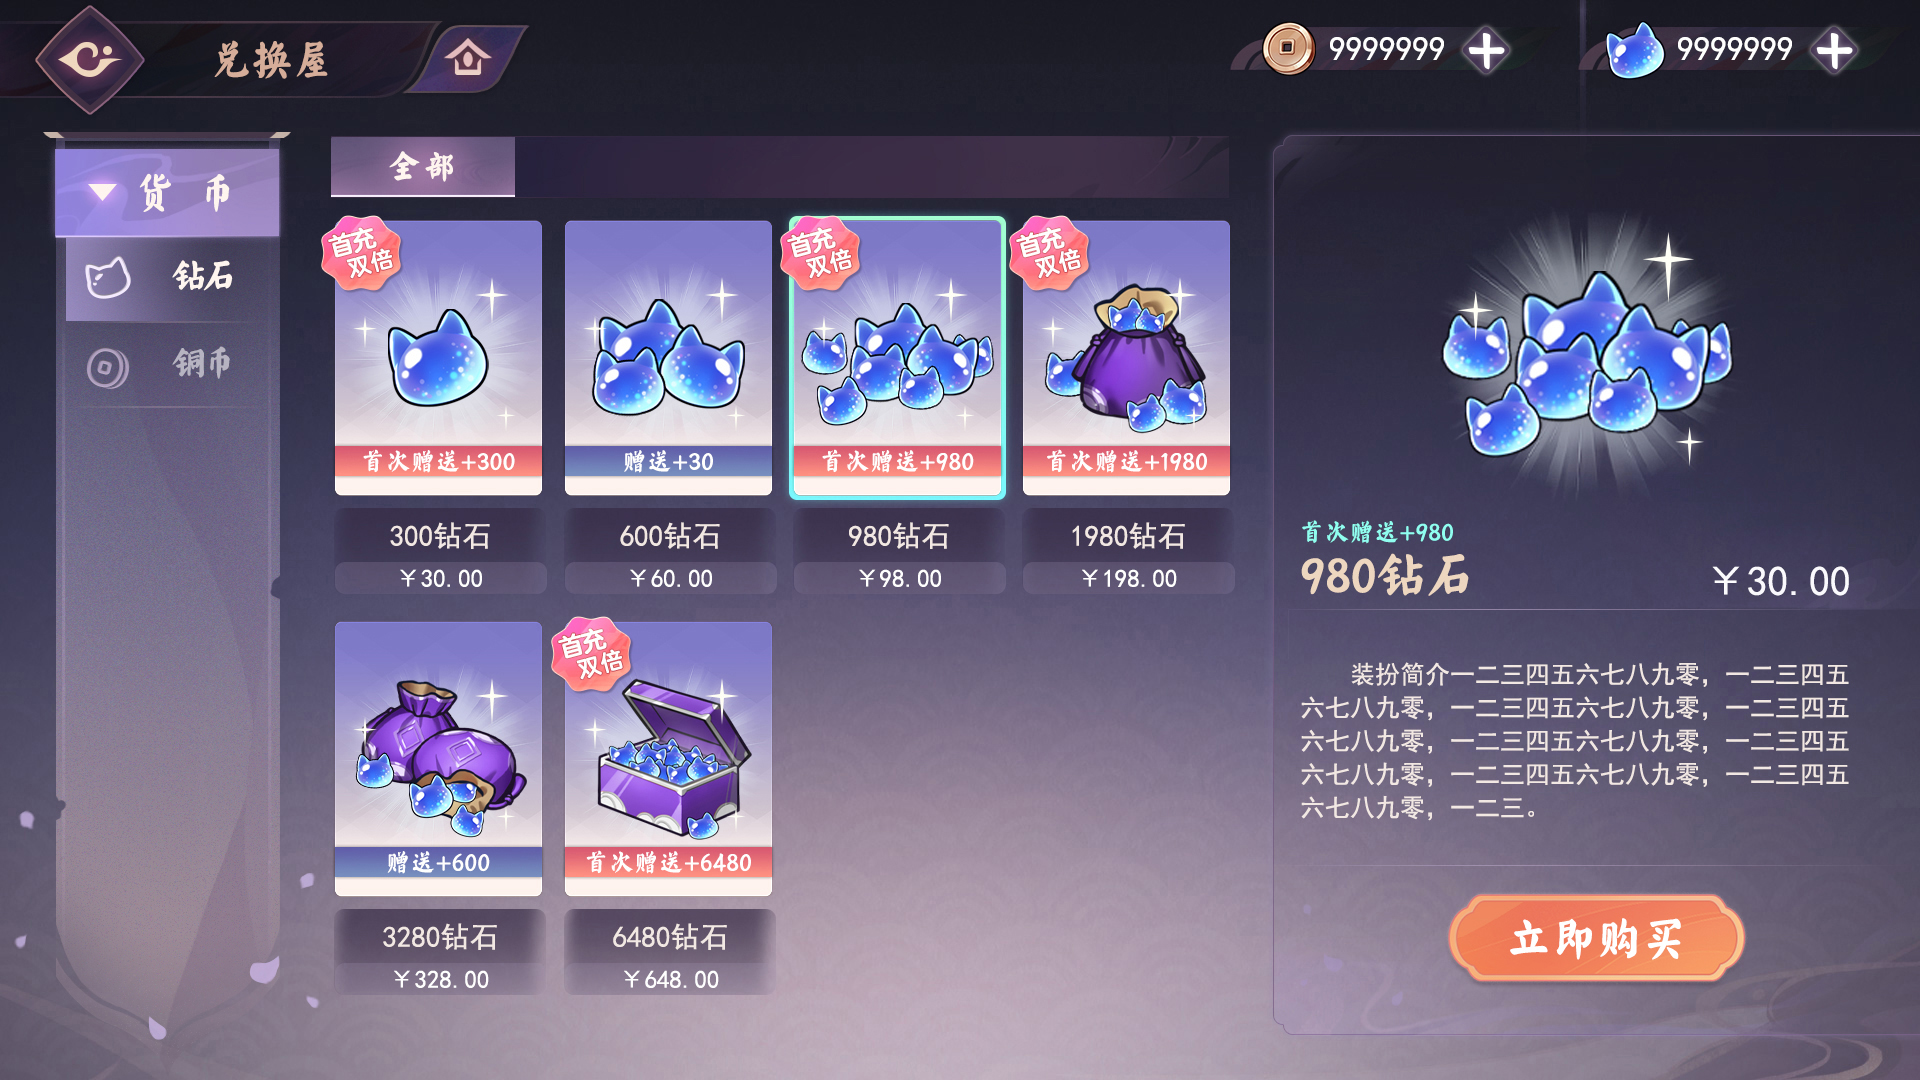 兑换屋
9999999
9999999
货币
钻石
铜币
全部
首充双倍
首次赠送+300
300钻石
￥30.00
赠送+30
600钻石
￥60.00
首充双倍
首次赠送+980
980钻石
￥98.00
首充双倍
首次赠送+1980
1980钻石
￥198.00
赠送+600
3280钻石
￥328.00
首充双倍
首次赠送+6480
6480钻石
￥648.00
首次赠送+980
980钻石
￥30.00
装扮简介一二三四五六七八九零，一二三四五
六七八九零，一二三四五六七八九零，一二三四五
六七八九零，一二三四五六七八九零，一二三四五
六七八九零，一二三四五六七八九零，一二三四五
六七八九零，一二三。
立即购买